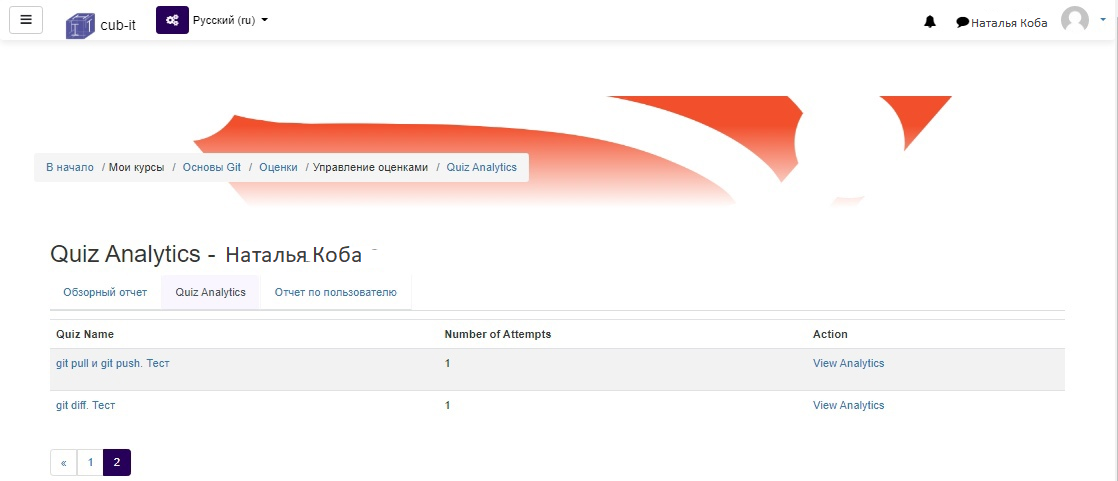 cub-it Русский (ru) Наталья Коба
В начало / Мои курсы / Основы Git / Оценки / Управление оценками / Quiz Analytics
Quiz Analytics - Наталья Коба
Обзорный отчет Quiz Analytics Отчет по пользователю
Quiz Name Number of Attempts Action
git pull и git push. Тест 1 View Analytics
git diff. Тест 1 View Analytics
« 1 2